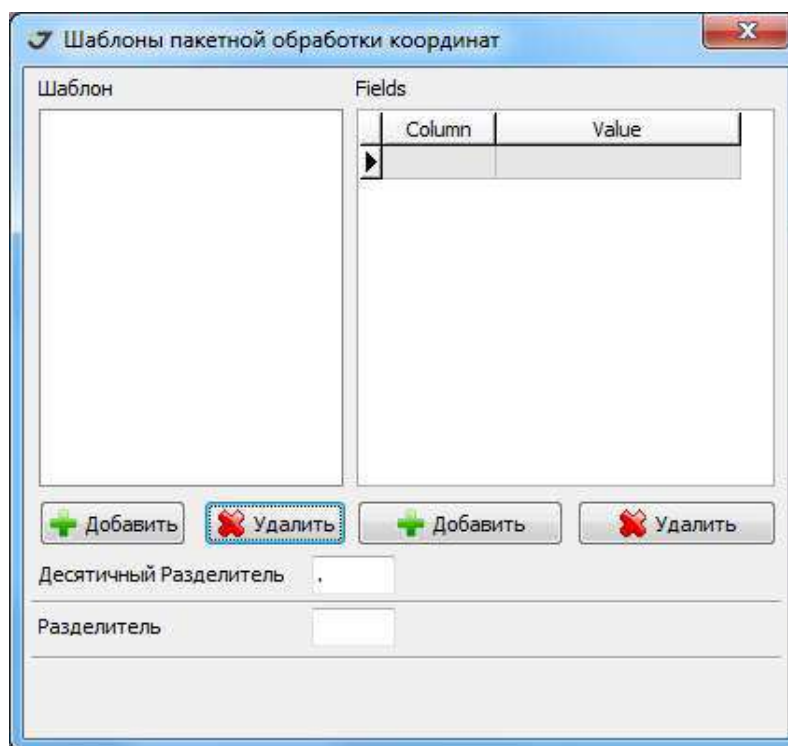 Шаблоны пакетной обработки координат
Шаблон Fields
Column Value
Добавить Удалить Добавить Удалить
Десятичный Разделитель .
Разделитель